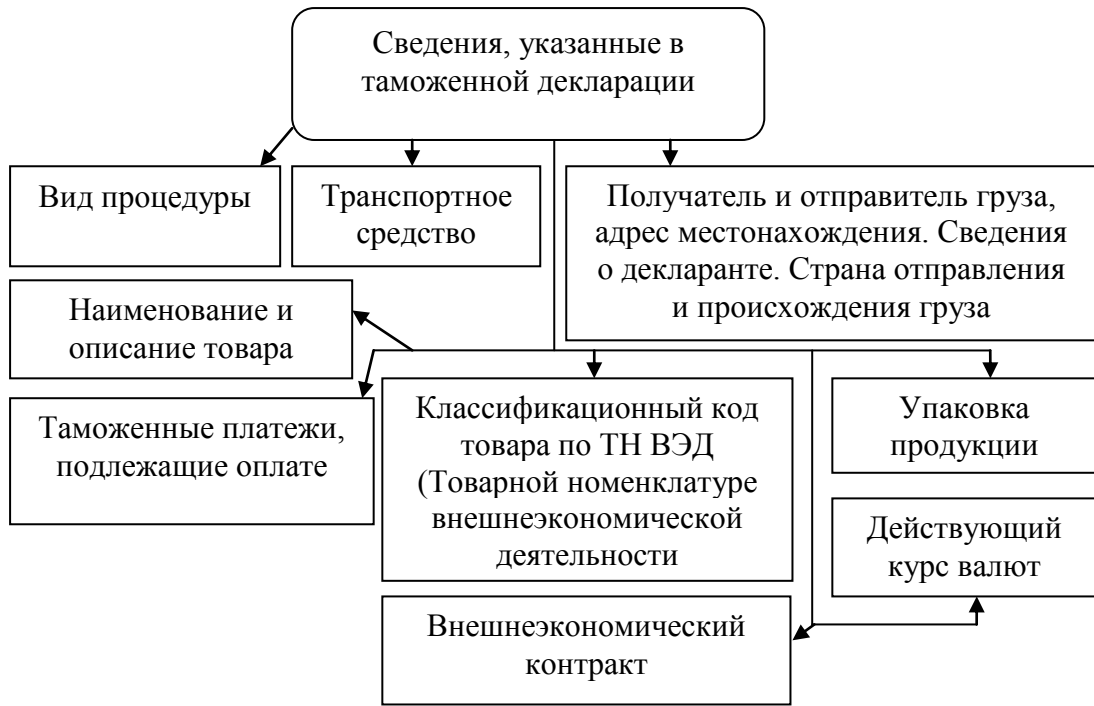 Сведения, указанные в
таможенной декларации
Вид процедуры
Транспортное
средство
Получатель и отправитель груза,
адрес местонахождения. Сведения
о декларанте. Страна отправления
и происхождения груза
Наименование и
описание товара
Таможенные платежи,
подлежащие оплате
Классификационный код
товара по ТН ВЭД
(Товарной номенклатуре
внешнеэкономической
деятельности
Упаковка
продукции
Действующий
курс валют
Внешнеэкономический
контракт